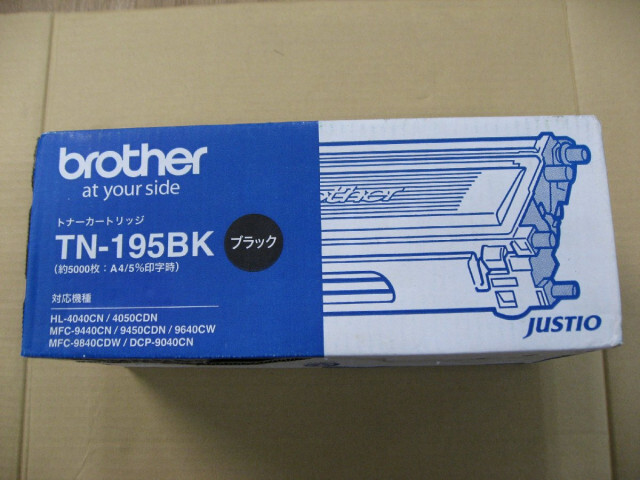 brother
at your side
トナーカートリッジ
TN-195BK
ブラック
(約5000枚：A4/5%印字時)
対応機種
HL-4040CN / 4050CDN
MFC-9440CN / 9450CDN / 9640CW
MFC-9840CDW / DCP-9040CN
brother
JUSTIO